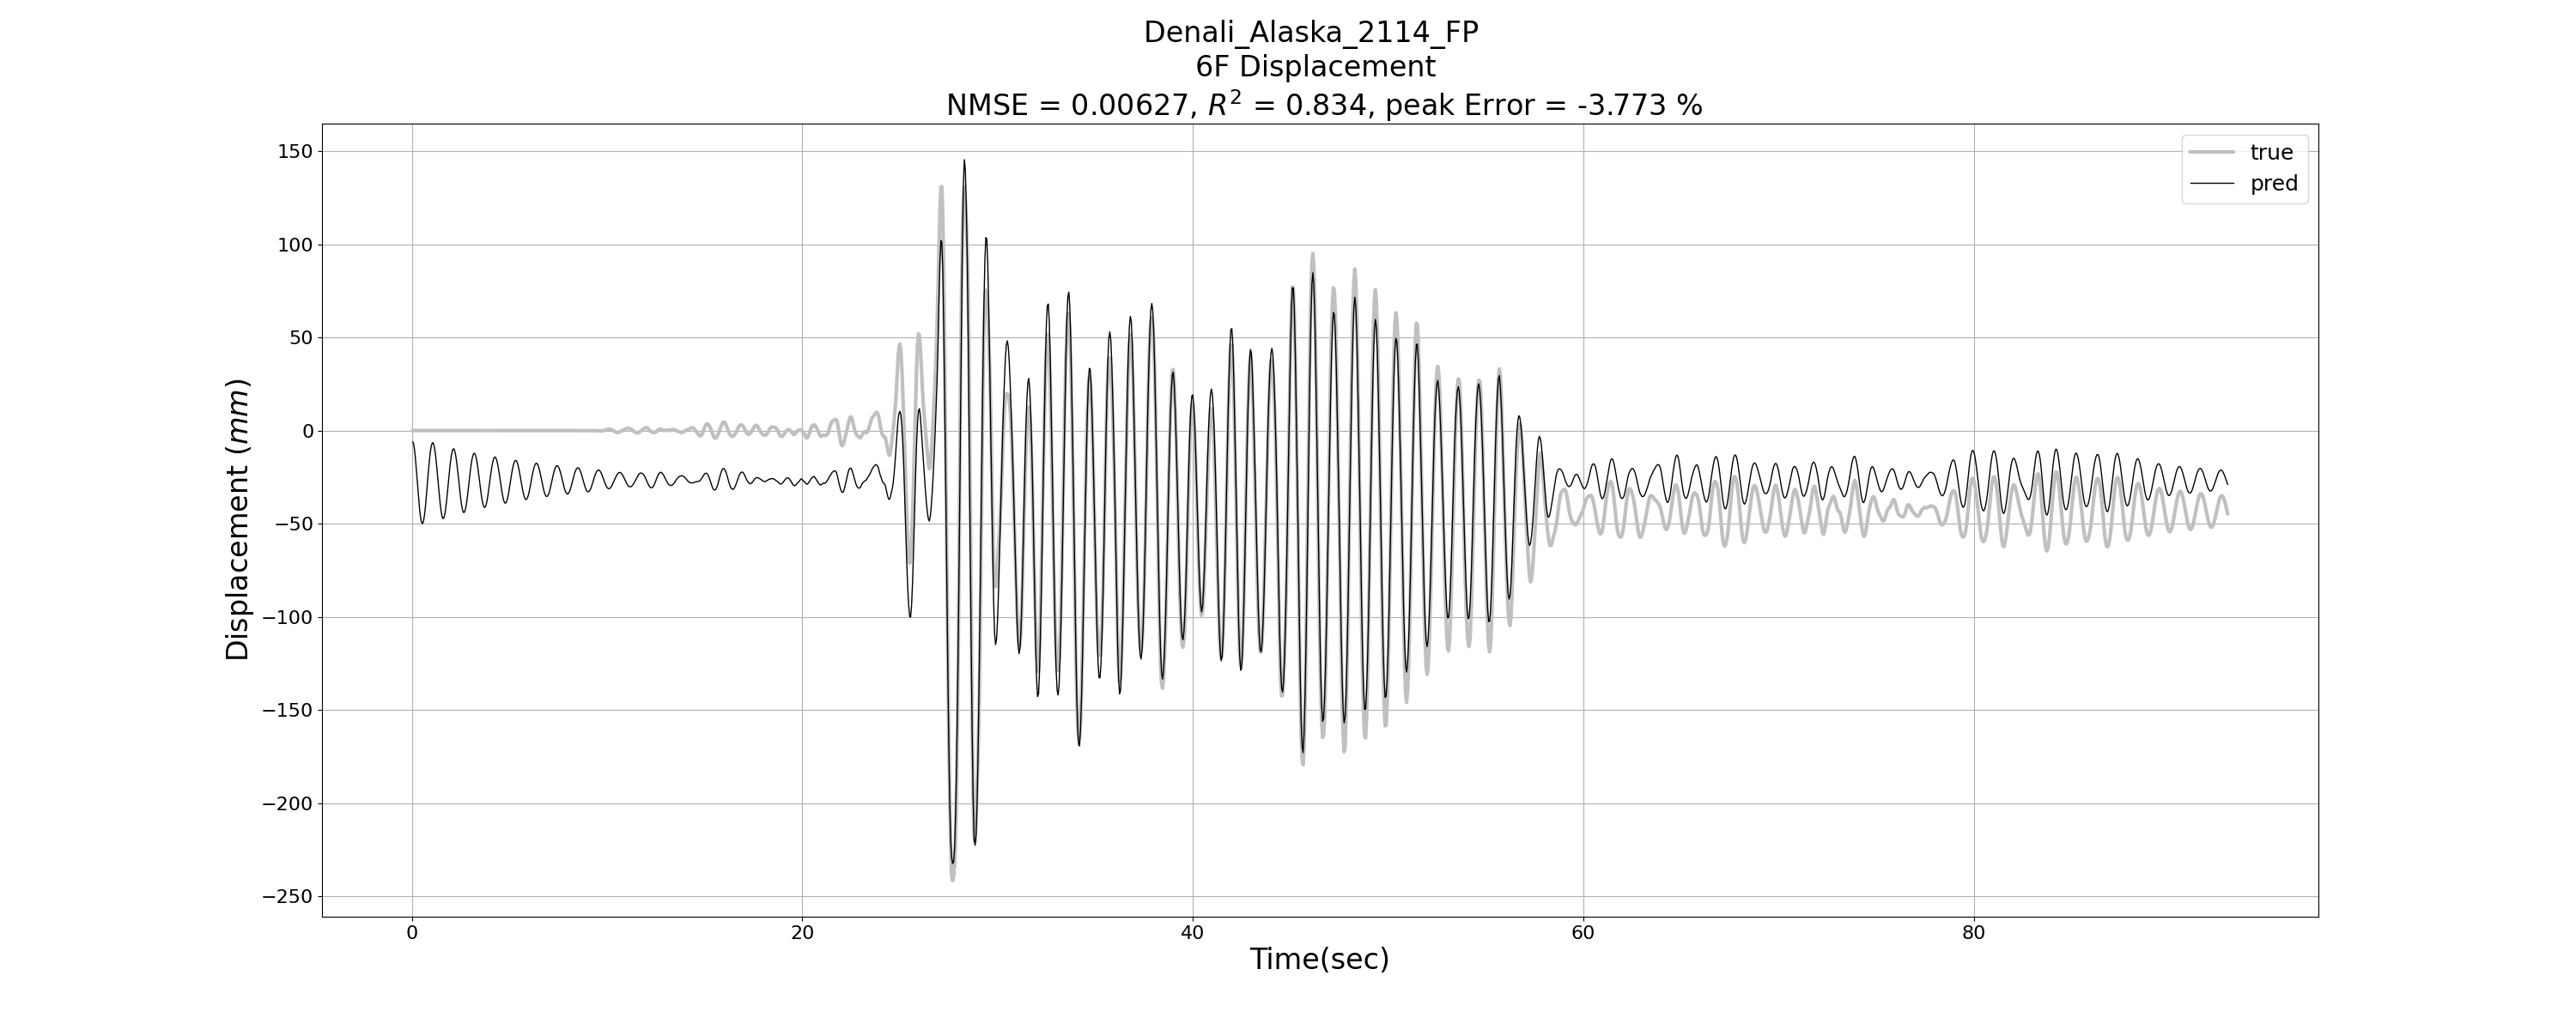 Denali_Alaska_2114_FP
6F Displacement
NMSE = 0.00627, R² = 0.834, peak Error = -3.773 %
true
pred
150
100
50
0
−50
−100
−150
−200
−250
Displacement (mm)
0 20 40 60 80
Time(sec)